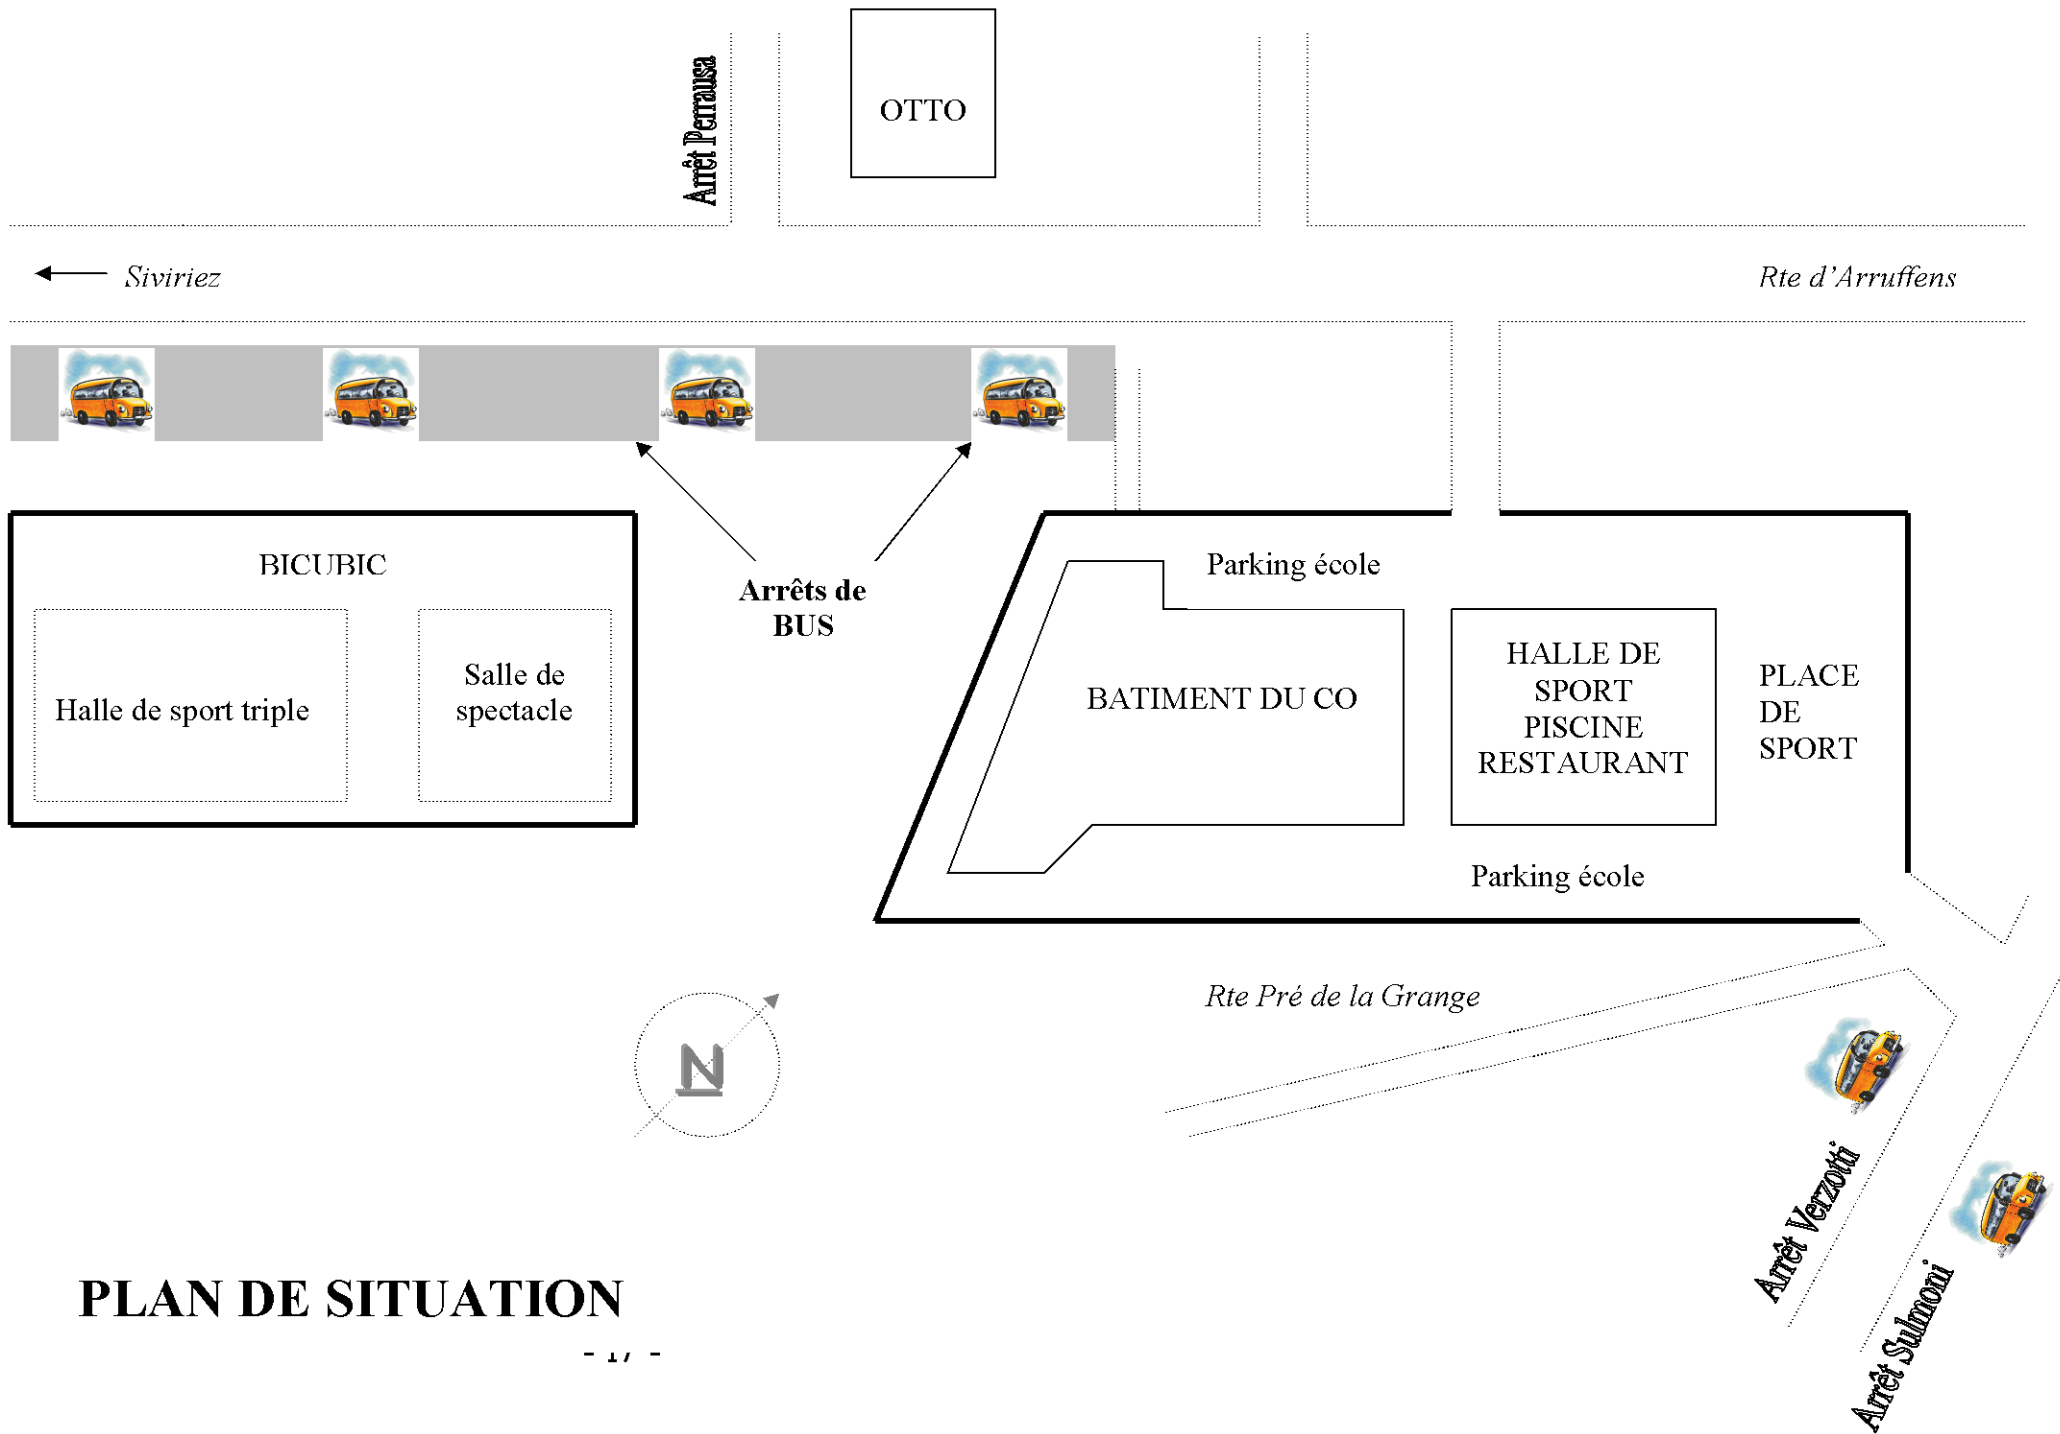 Arrêt Perrausa
OTTO
Siviriez
Rte d'Arruffens
BICUBIC
Halle de sport triple
Salle de
spectacle
Arrêts de
BUS
Parking école
BATIMENT DU CO
HALLE DE
SPORT
PISCINE
RESTAURANT
PLACE
DE
SPORT
Parking école
Rte Pré de la Grange
N
Arrêt Verzotti
Arrêt Sulmoni
PLAN DE SITUATION